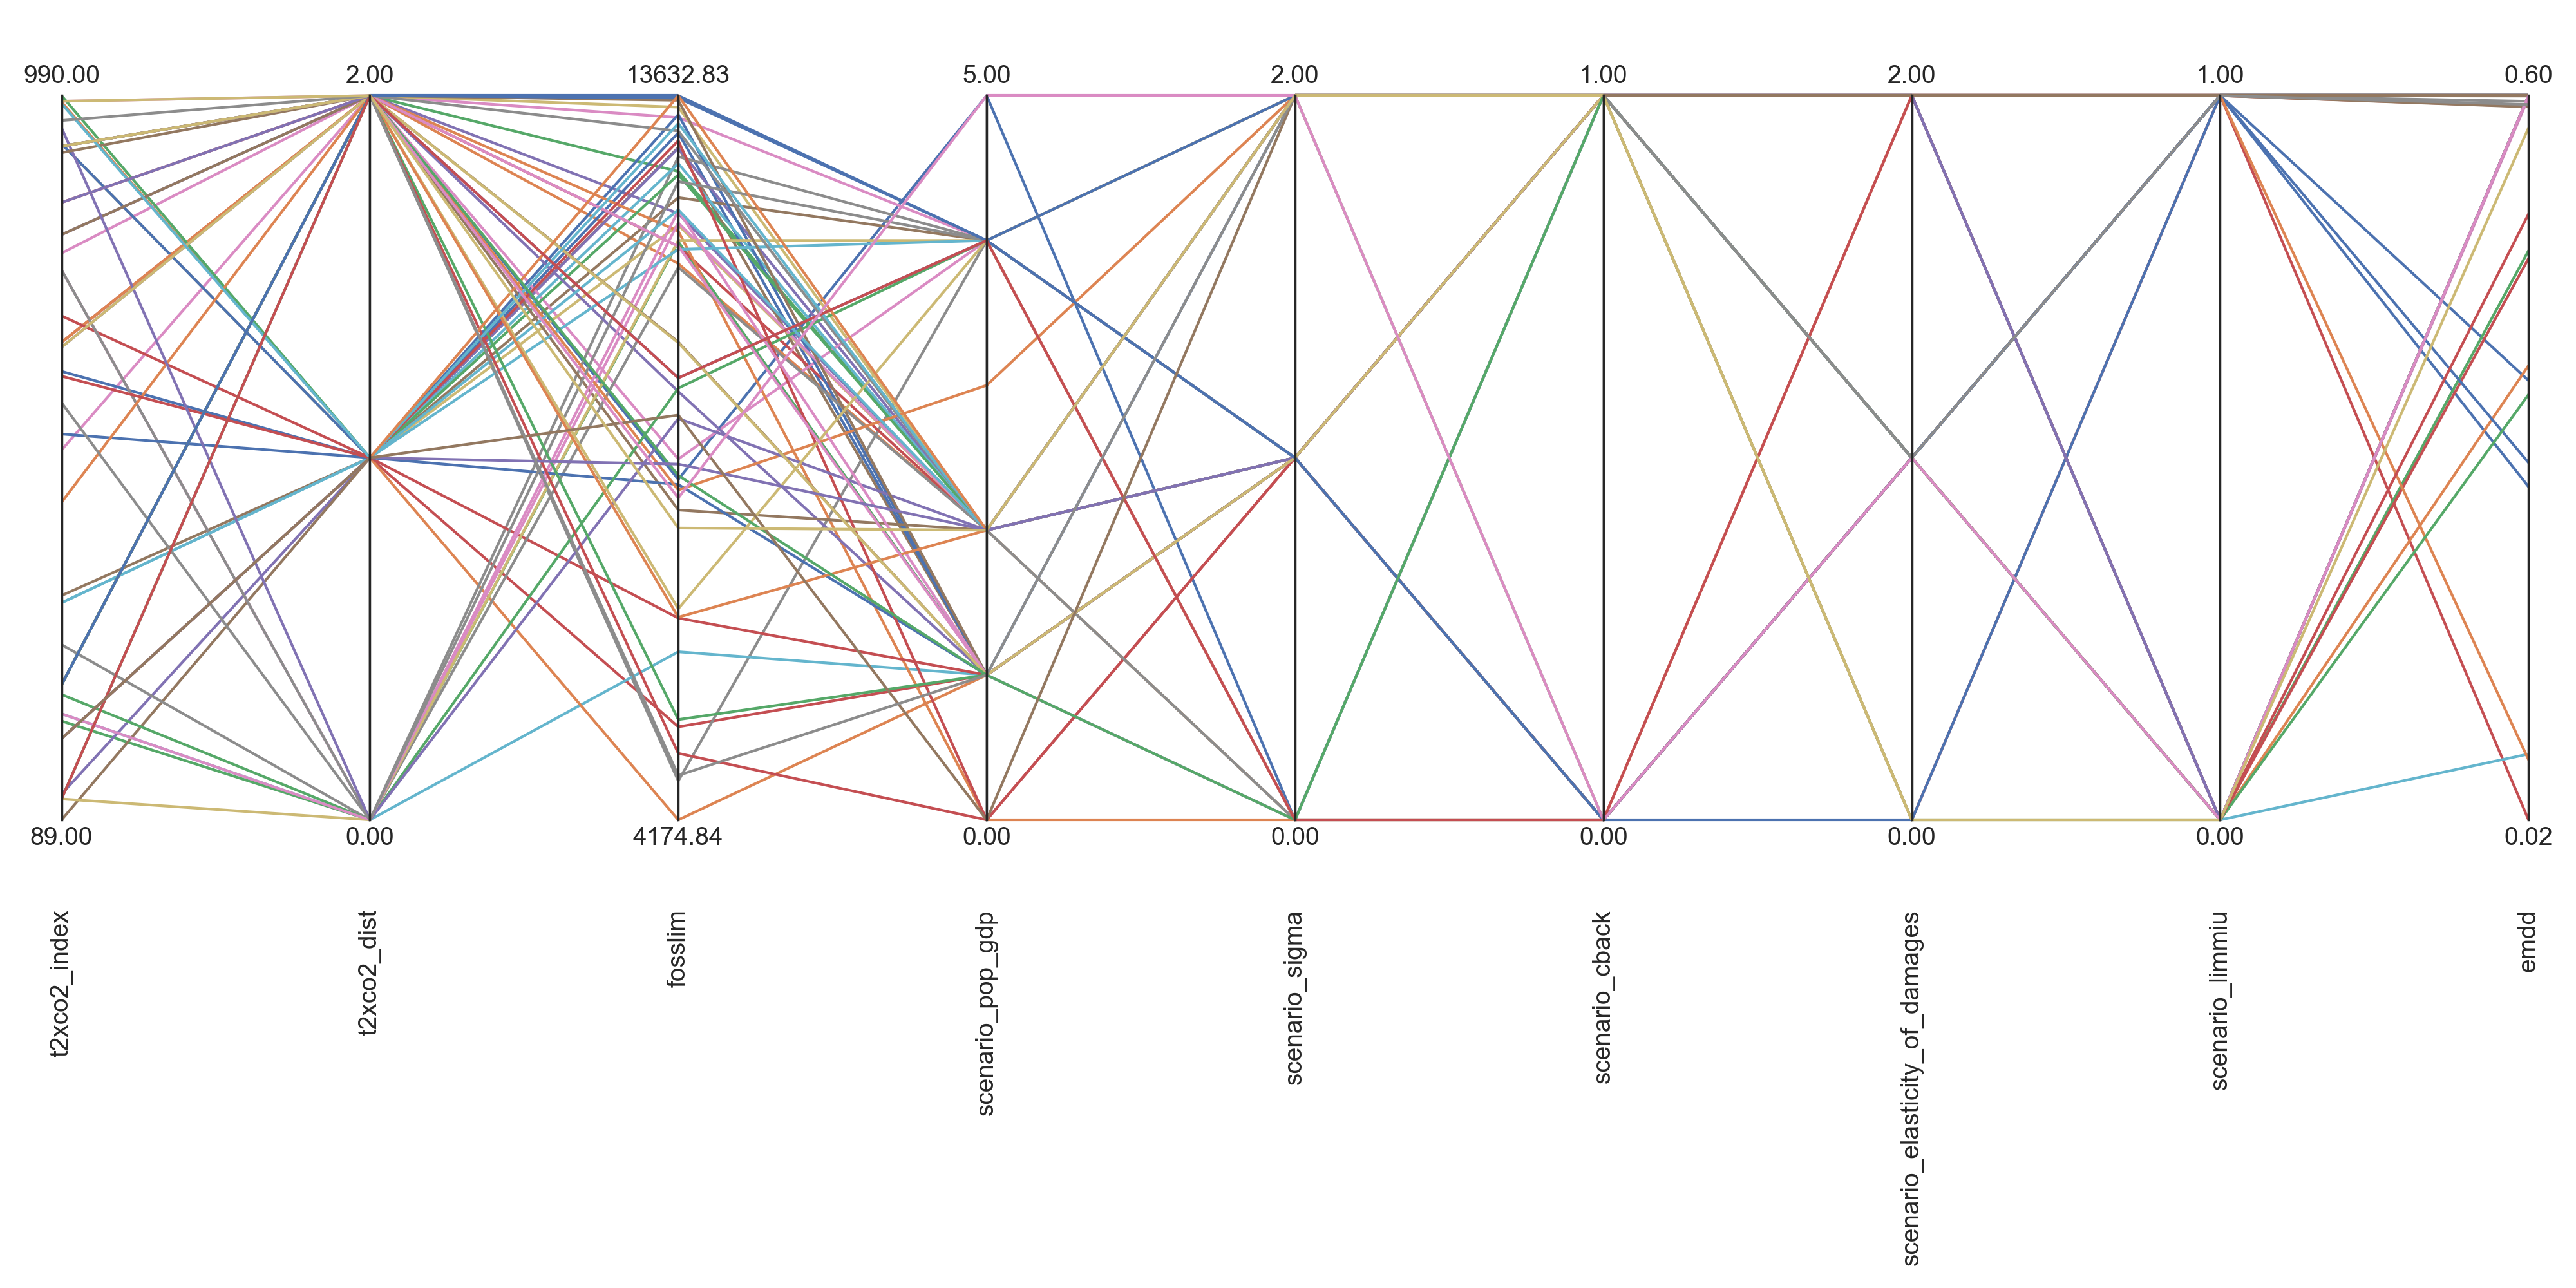 990.00 2.00 13632.83 5.00 2.00 1.00 2.00 1.00 0.60
89.00 0.00 4174.84 0.00 0.00 0.00 0.00 0.00 0.02
t2xco2_index
t2xco2_dist
fosslim
scenario_pop_gdp
scenario_sigma
scenario_cback
scenario_elasticity_of_damages
scenario_limmiu
emdd